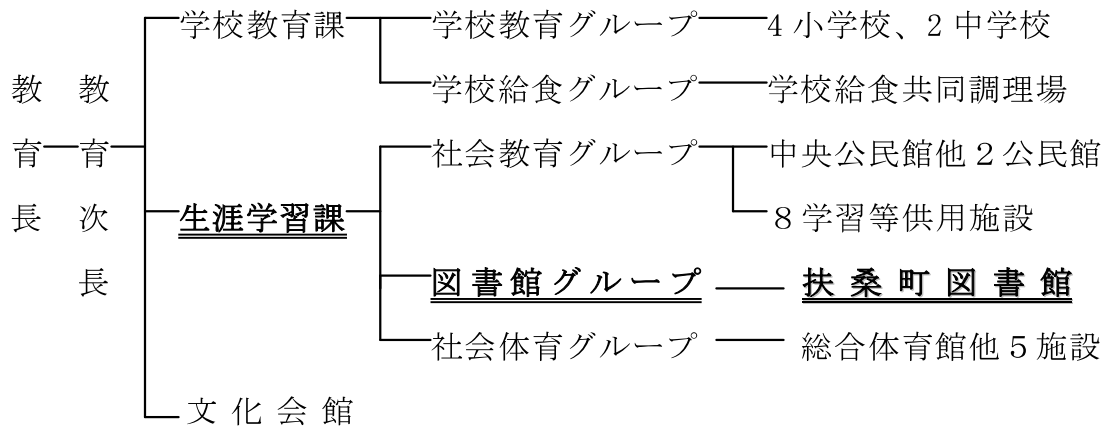 教育長
教育次長
学校教育課
学校教育グループ
4小学校、2中学校
学校給食グループ
学校給食共同調理場
生涯学習課
社会教育グループ
中央公民館他2公民館
8学習等供用施設
図書館グループ
扶桑町図書館
社会体育グループ
総合体育館他5施設
文化会館